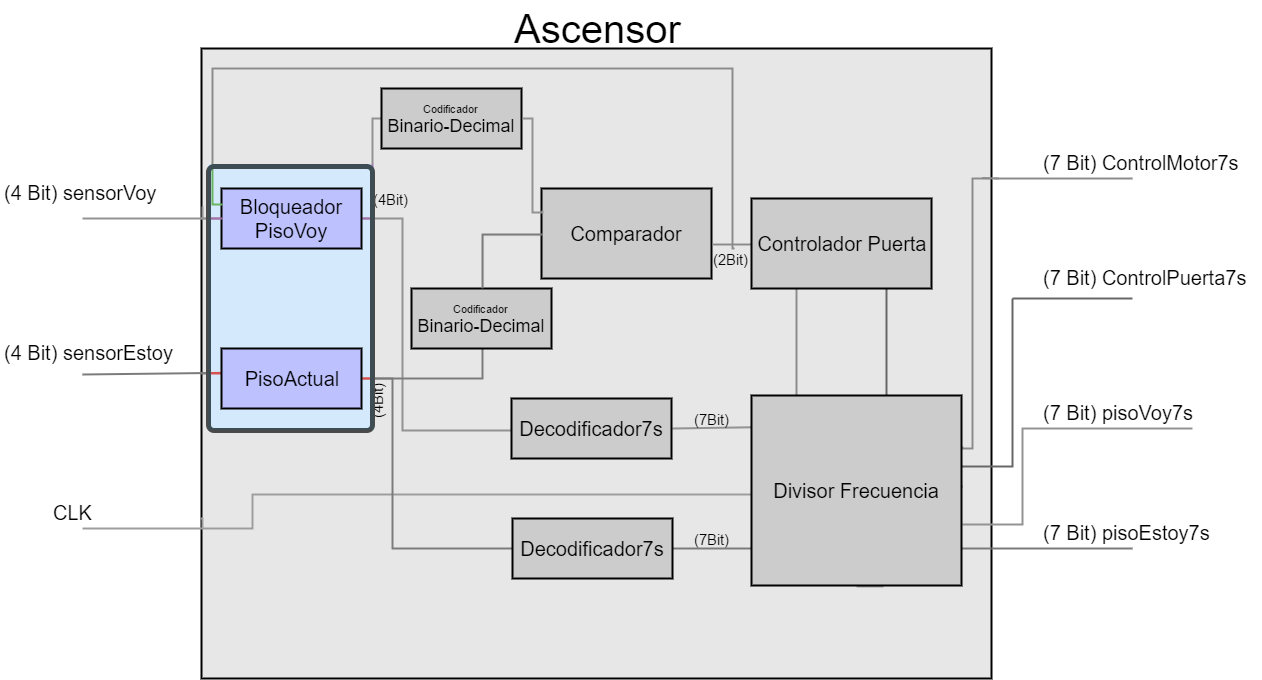 Ascensor
Codificador
Binario-Decimal
(4 Bit) sensorVoy
Bloqueador
PisoVoy
(4Bit)
Comparador
(2Bit)
Controlador Puerta
(7 Bit) ControlMotor7s
(7 Bit) ControlPuerta7s
Codificador
Binario-Decimal
(4 Bit) sensorEstoy
PisoActual
(4Bit)
Decodificador7s
(7Bit)
(7 Bit) pisoVoy7s
Divisor Frecuencia
CLK
Decodificador7s
(7Bit)
(7 Bit) pisoEstoy7s